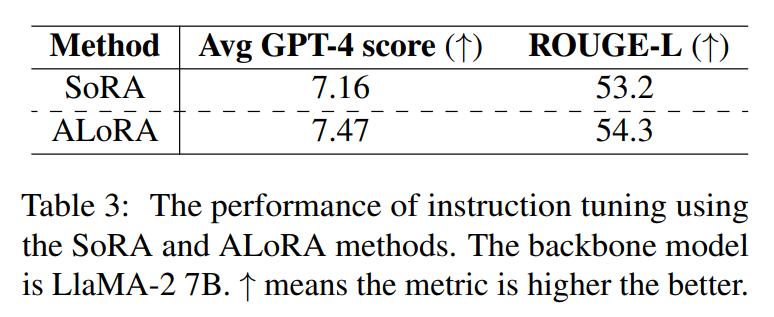 Method Avg GPT-4 score (↑) ROUGE-L (↑)
SoRA 7.16 53.2
ALoRA 7.47 54.3
Table 3: The performance of instruction tuning using
the SoRA and ALoRA methods. The backbone model
is LlaMA-2 7B. ↑ means the metric is higher the better.